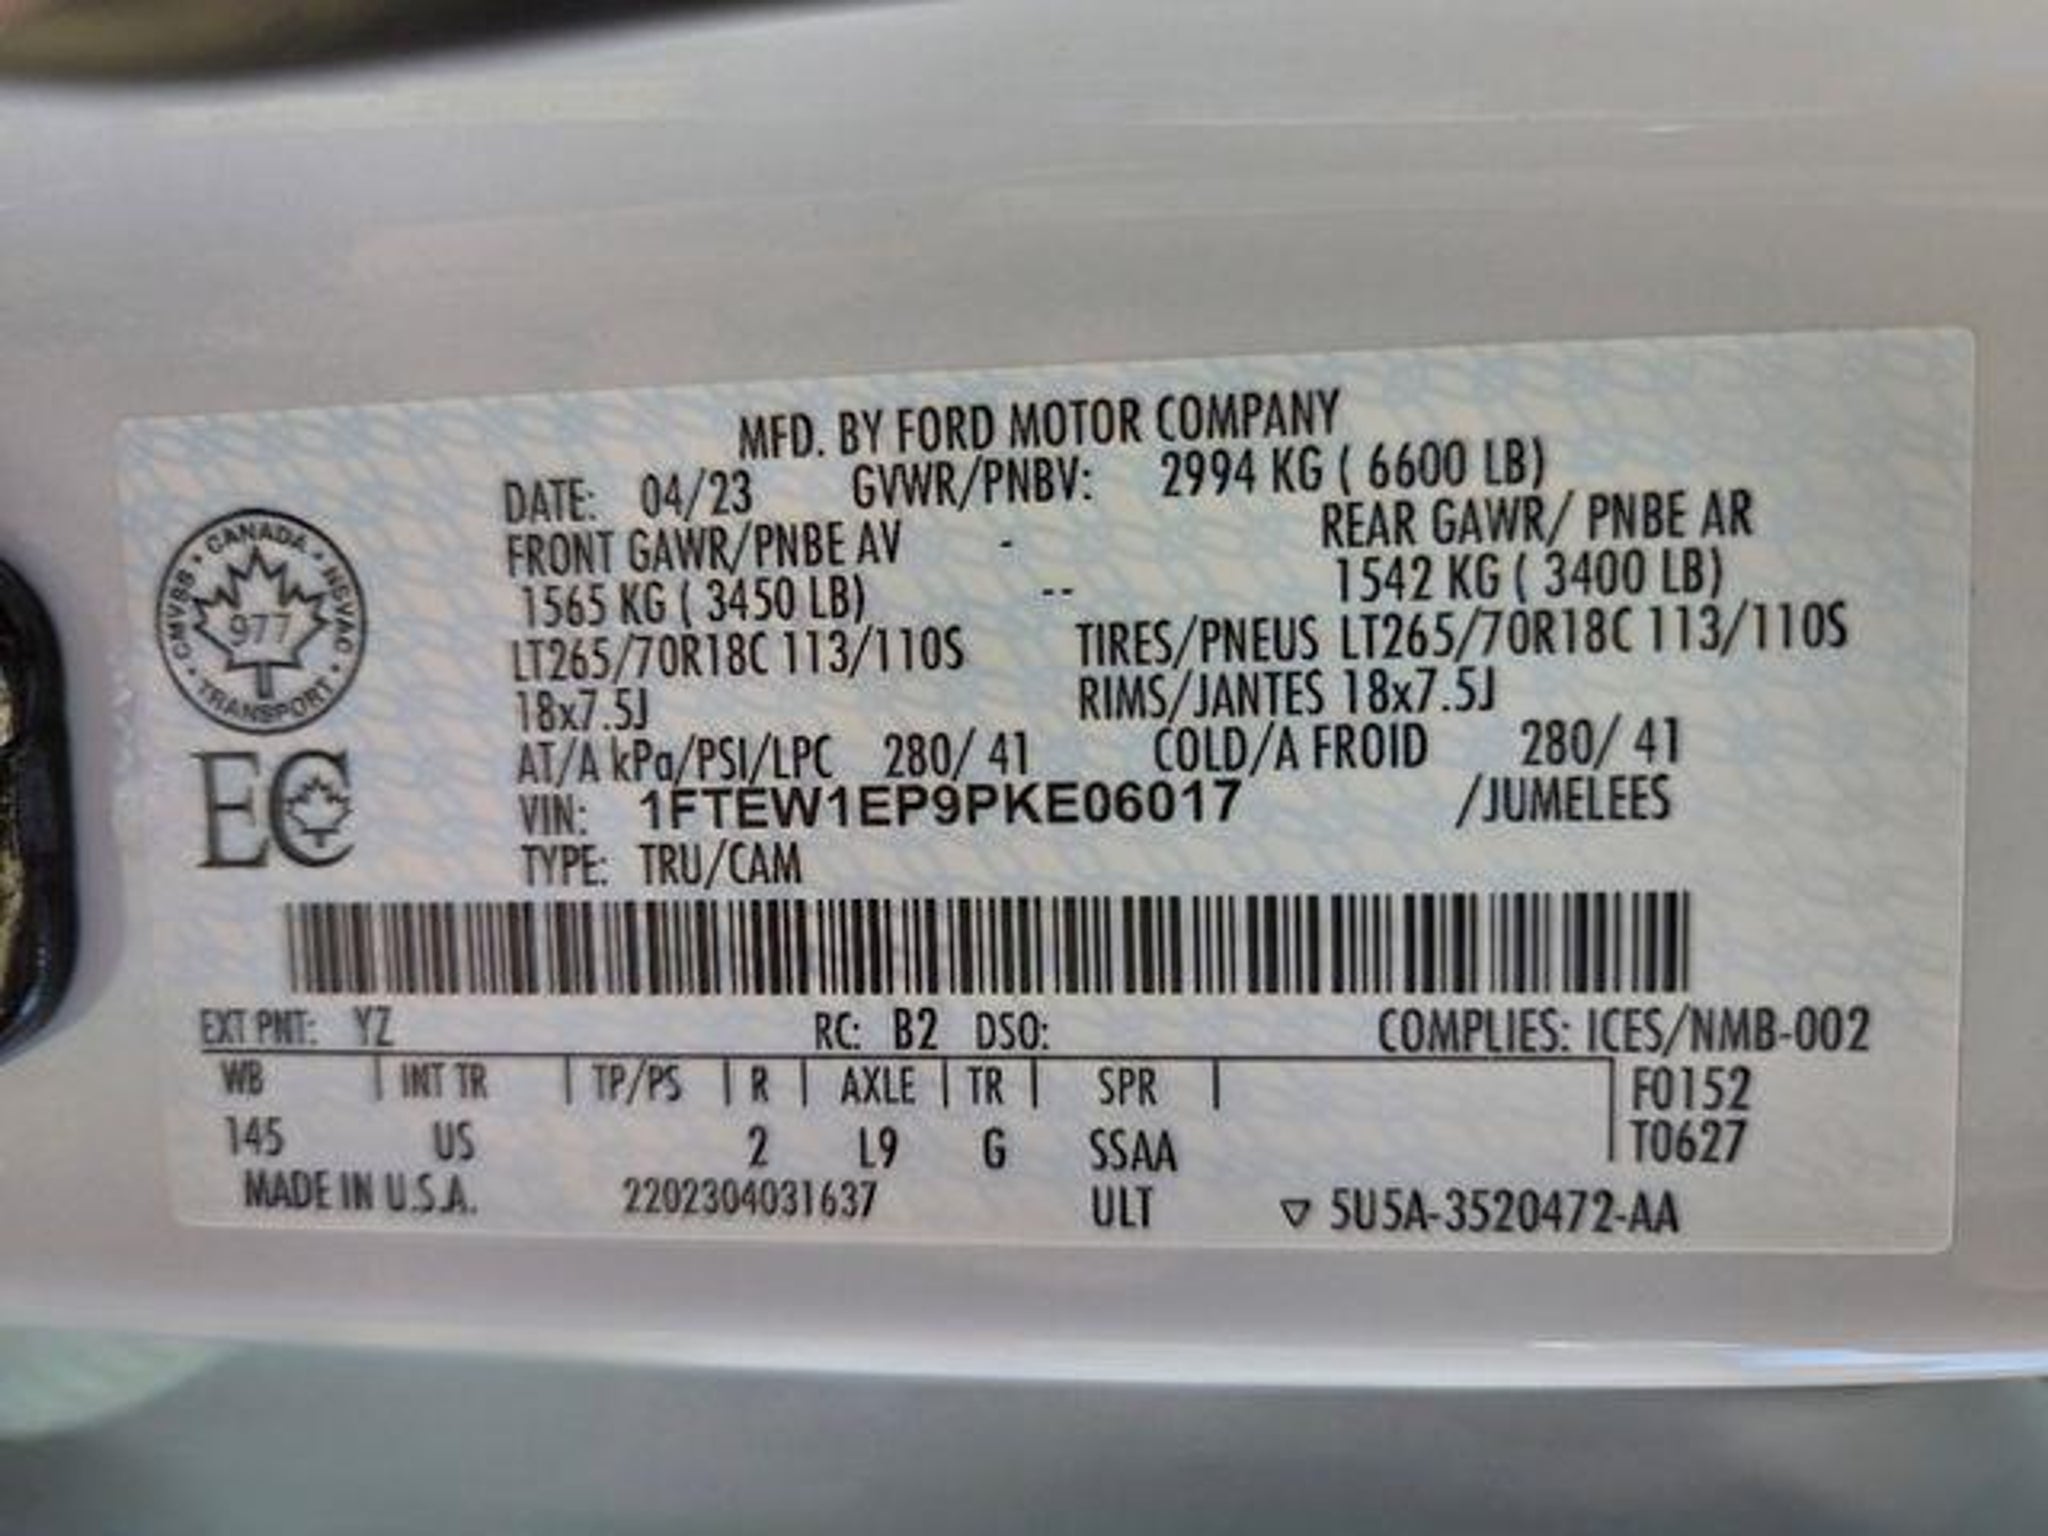 MFD. BY FORD MOTOR COMPANY
DATE: 04/23 GVWR/PNBV: 2994 KG ( 6600 LB)
FRONT GAWR/PNBE AV - REAR GAWR/ PNBE AR
1565 KG ( 3450 LB) -- 1542 KG ( 3400 LB)
LT265/70R18C 113/110S TIRES/PNEUS LT265/70R18C 113/110S
18x7.5J RIMS/JANTES 18x7.5J
AT/A kPa/PSI/LPC 280/ 41 COLD/A FROID 280/ 41
VIN: 1FTEW1EP9PKE06017 /JUMELEES
TYPE: TRU/CAM
CANADA
CMVSS • NSVAC
977
TRANSPORT
EC
EXT PNT: YZ RC: B2 DSO: COMPLIES: ICES/NMB-002
WB | INT TR | TP/PS | R | AXLE | TR | SPR | F0152
145 US 2 L9 G SSAA T0627
MADE IN U.S.A. 2202304031637 ULT ▽ 5U5A-3520472-AA